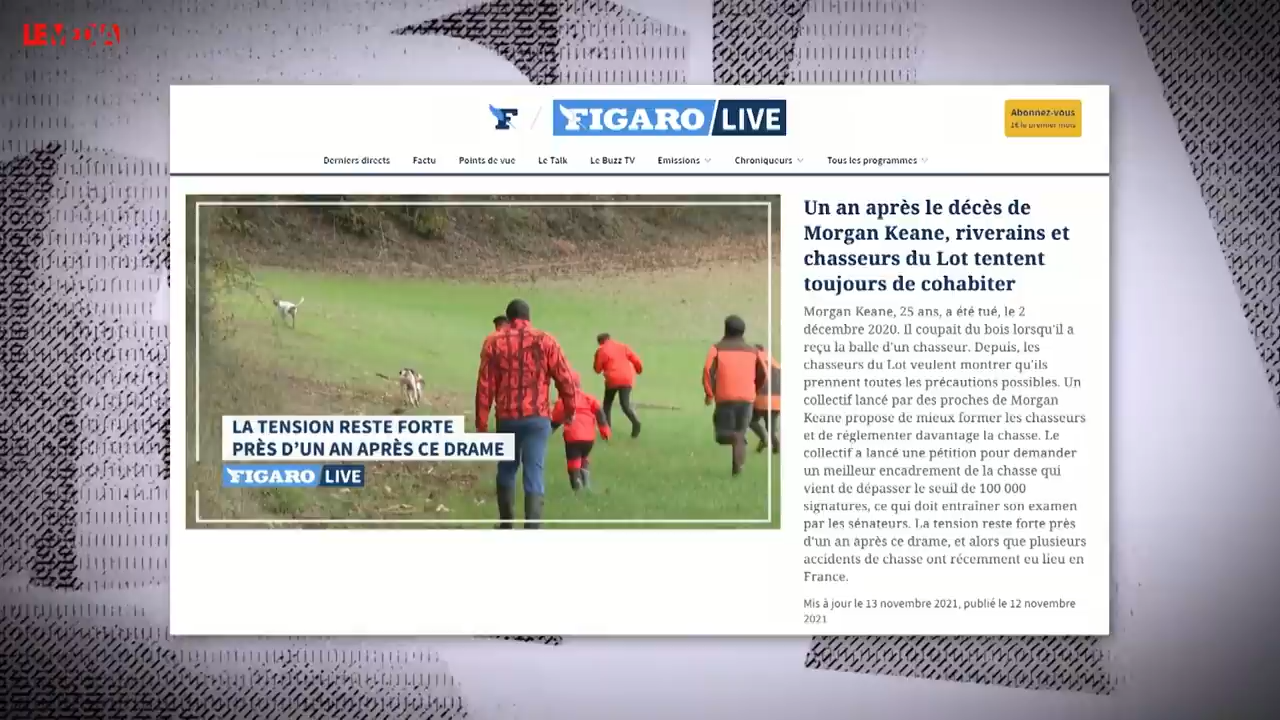 LEMEDIA
F / FIGARO LIVE
Abonnez-vous
1€ le premier mois
Derniers directs Factu Points de vue Le Talk Le Buzz TV Emissions Chroniqueurs Tous les programmes
LA TENSION RESTE FORTE
PRÈS D'UN AN APRÈS CE DRAME
FIGARO LIVE
Un an après le décès de
Morgan Keane, riverains et
chasseurs du Lot tentent
toujours de cohabiter
Morgan Keane, 25 ans, a été tué, le 2
décembre 2020. Il coupait du bois lorsqu'il a
reçu la balle d'un chasseur. Depuis, les
chasseurs du Lot veulent montrer qu'ils
prennent toutes les précautions possibles. Un
collectif lancé par des proches de Morgan
Keane propose de mieux former les chasseurs
et de réglementer davantage la chasse. Le
collectif a lancé une pétition pour demander
un meilleur encadrement de la chasse qui
vient de dépasser le seuil de 100 000
signatures, ce qui doit entraîner son examen
par les sénateurs. La tension reste forte près
d'un an après ce drame, et alors que plusieurs
accidents de chasse ont récemment eu lieu en
France.
Mis à jour le 13 novembre 2021, publié le 12 novembre
2021